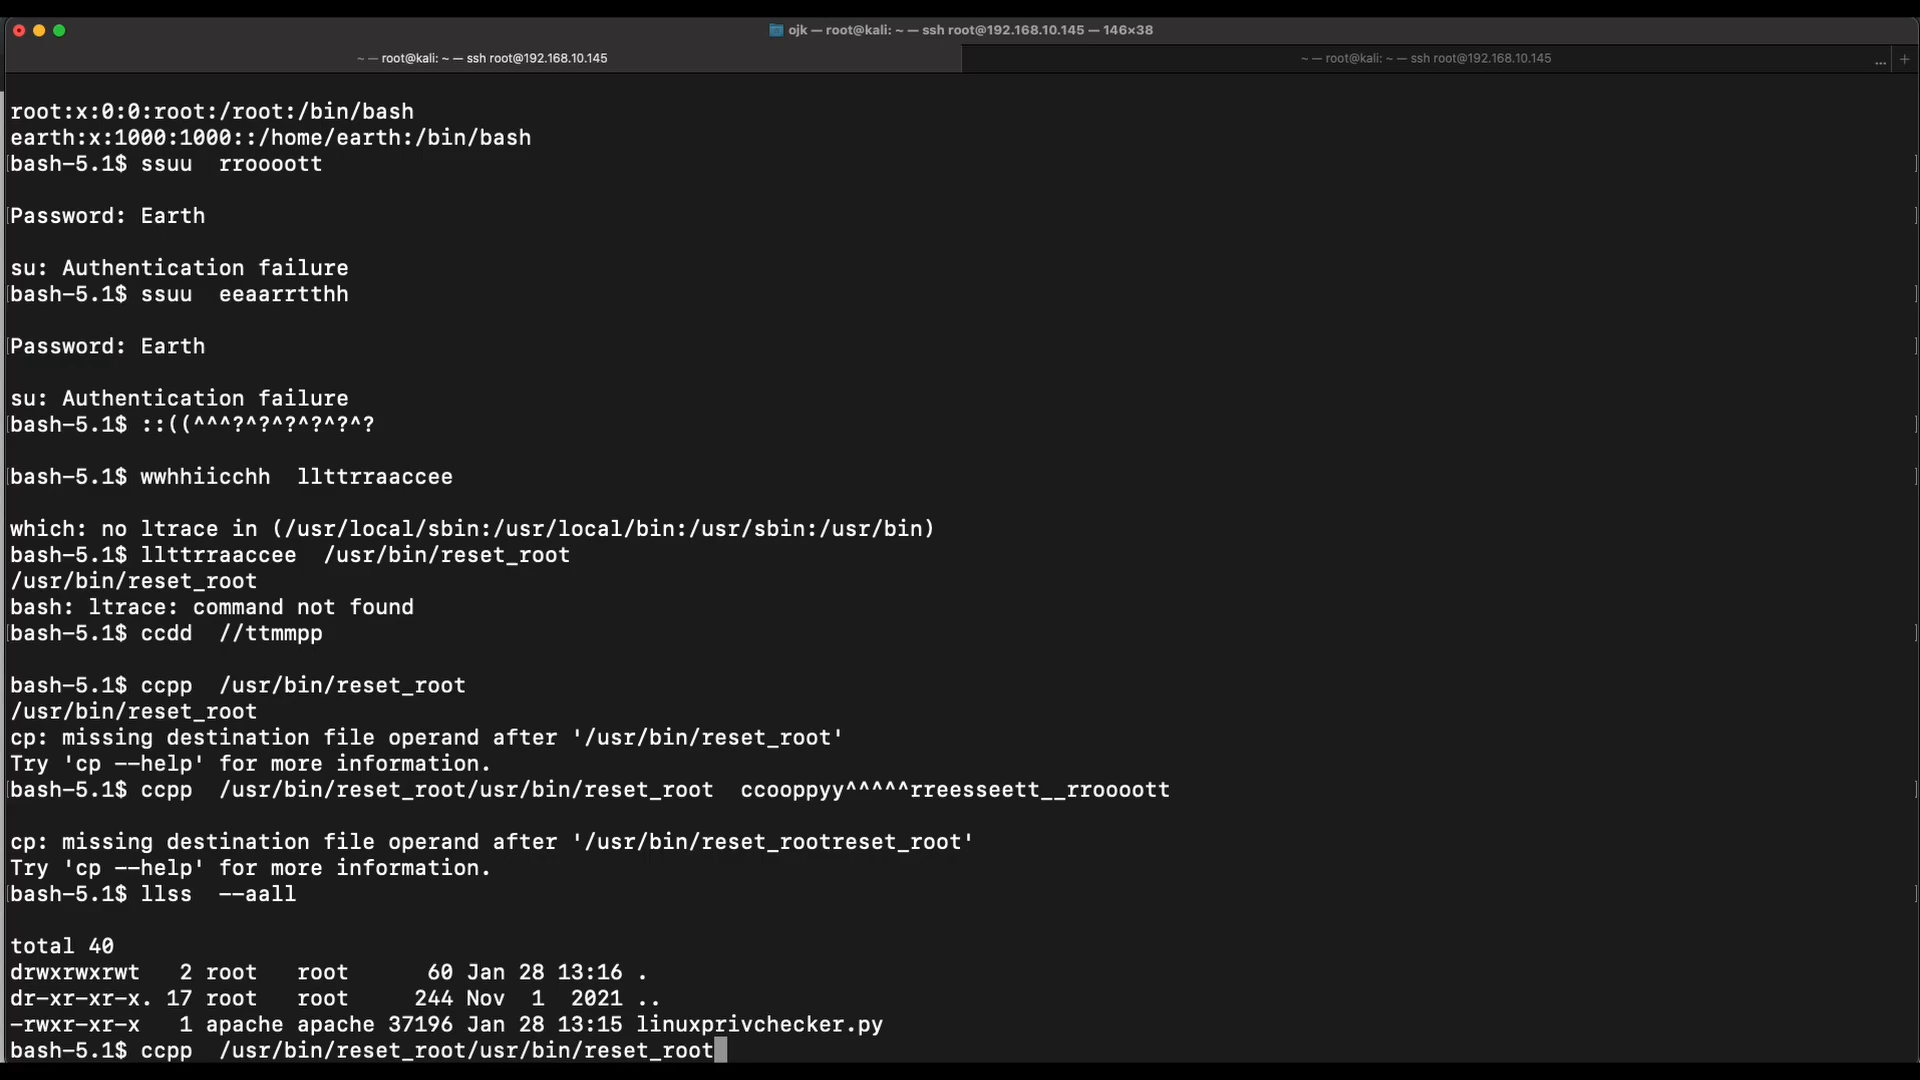 ojk — root@kali: ~ — ssh root@192.168.10.145 — 146×38
~ — root@kali: ~ — ssh root@192.168.10.145
~ — root@kali: ~ — ssh root@192.168.10.145
... +
root:x:0:0:root:/root:/bin/bash
earth:x:1000:1000::/home/earth:/bin/bash
bash-5.1$ ssuu  rroooott
Password: Earth
su: Authentication failure
bash-5.1$ ssuu  eeaarrtthh
Password: Earth
su: Authentication failure
bash-5.1$ ::((^^^?^?^?^?^?^?
bash-5.1$ wwhhiicchh  llttrraaccee
which: no ltrace in (/usr/local/sbin:/usr/local/bin:/usr/sbin:/usr/bin)
bash-5.1$ llttrraaccee  /usr/bin/reset_root
/usr/bin/reset_root
bash: ltrace: command not found
bash-5.1$ ccdd  //ttmmpp
bash-5.1$ ccpp  /usr/bin/reset_root
/usr/bin/reset_root
cp: missing destination file operand after '/usr/bin/reset_root'
Try 'cp --help' for more information.
bash-5.1$ ccpp  /usr/bin/reset_root/usr/bin/reset_root  ccooppyy^^^^^rreesseett__rroooott
cp: missing destination file operand after '/usr/bin/reset_rootreset_root'
Try 'cp --help' for more information.
bash-5.1$ llss  --aall
total 40
drwxrwxrwt   2 root   root      60 Jan 28 13:16 .
dr-xr-xr-x. 17 root   root     244 Nov  1  2021 ..
-rwxr-xr-x   1 apache apache 37196 Jan 28 13:15 linuxprivchecker.py
bash-5.1$ ccpp  /usr/bin/reset_root/usr/bin/reset_root